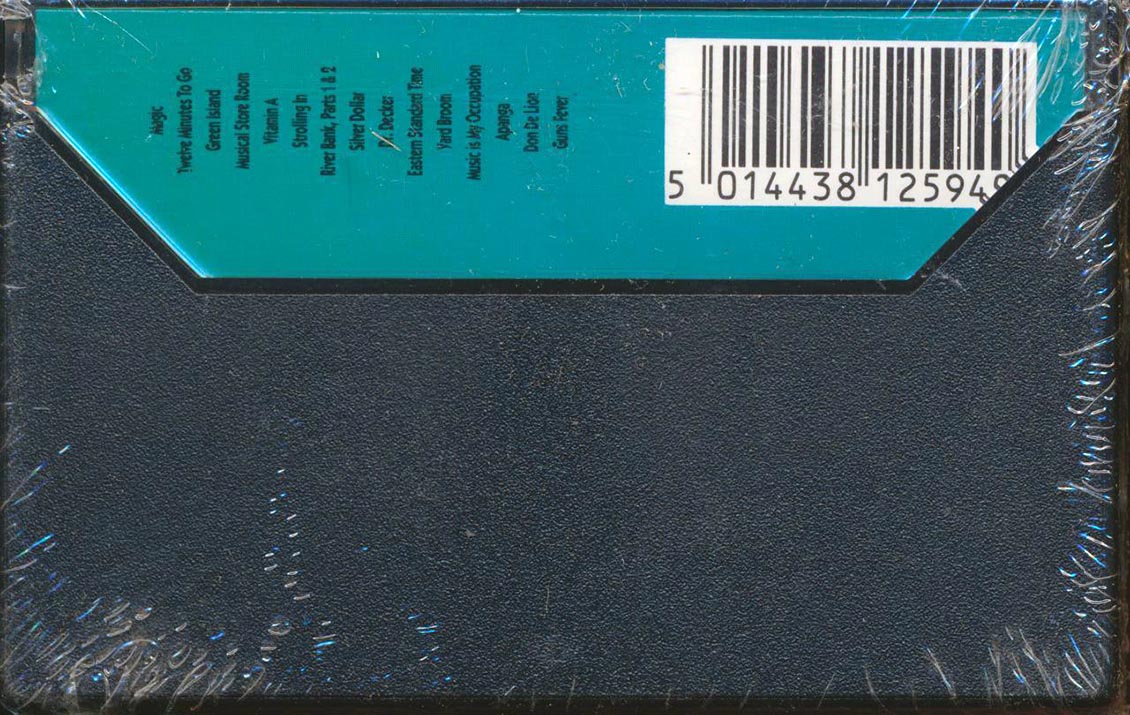 Magic
Twelve Minutes To Go
Green Island
Musical Store Room
Vitamin A
Strolling In
River Bank, Parts 1 & 2
Silver Dollar
Dr. Decker
Eastern Standard Time
Yard Broom
Music is My Occupation
Apanga
Don De Lion
Guns Fever
5 014438 125949